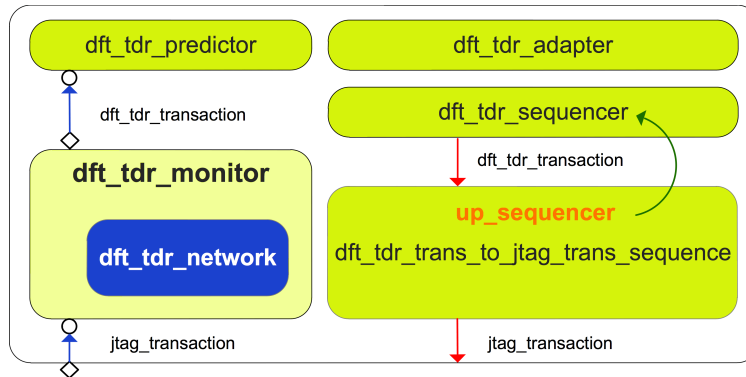 dft_tdr_predictor
dft_tdr_adapter
dft_tdr_transaction
dft_tdr_sequencer
dft_tdr_transaction
dft_tdr_monitor
up_sequencer
dft_tdr_network
dft_tdr_trans_to_jtag_trans_sequence
jtag_transaction
jtag_transaction